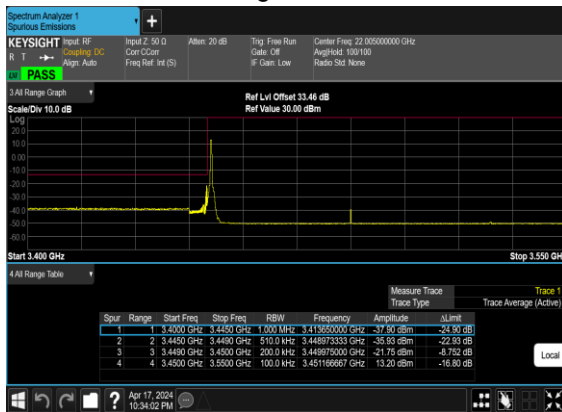 Spectrum Analyzer 1
Spurious Emissions
KEYSIGHT Input: RF Input Z: 50 Ω Atten: 20 dB Trig: Free Run Center Freq: 22.005000000 GHz
R T Coupling: DC Corr CCorr Gate: Off Avg|Hold: 100/100
Align: Auto Freq Ref: Int (S) IF Gain: Low Radio Std: None
PASS
3 All Range Graph
Ref Lvl Offset 33.46 dB
Scale/Div 10.0 dB Ref Value 30.00 dBm
Log
20.0
10.0
0.00
-10.0
-20.0
-30.0
-40.0
-50.0
-60.0
Start 3.400 GHz Stop 3.550 GH
4 All Range Table
Measure Trace Trace 1
Trace Type Trace Average (Active)
Spur Range Start Freq Stop Freq RBW Frequency Amplitude ΔLimit
1 1 3.4000 GHz 3.4450 GHz 1.000 MHz 3.413650000 GHz -37.90 dBm -24.90 dB
2 2 3.4450 GHz 3.4490 GHz 510.0 kHz 3.448973333 GHz -35.93 dBm -22.93 dB
3 3 3.4490 GHz 3.4500 GHz 200.0 kHz 3.449975000 GHz -21.75 dBm -8.752 dB
4 4 3.4500 GHz 3.5500 GHz 100.0 kHz 3.451166667 GHz 13.20 dBm -16.80 dB
Local
Apr 17, 2024
10:34:02 PM